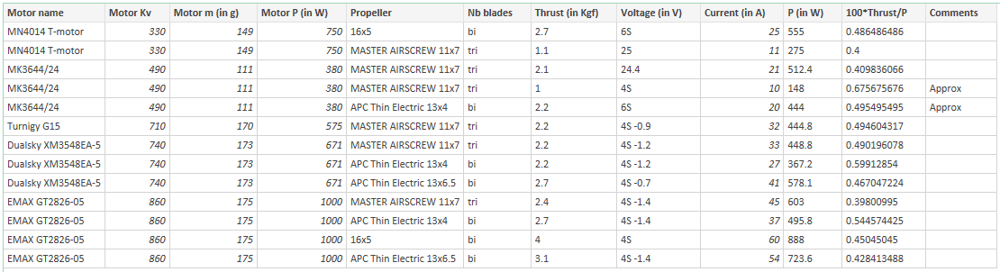 Motor name Motor Kv Motor m (in g) Motor P (in W) Propeller Nb blades Thrust (in Kgf) Voltage (in V) Current (in A) P (in W) 100*Thrust/P Comments
MN4014 T-motor 330 149 750 16x5 bi 2.7 6S 25 555 0.486486486
MN4014 T-motor 330 149 750 MASTER AIRSCREW 11x7 tri 1.1 25 11 275 0.4
MK3644/24 490 111 380 MASTER AIRSCREW 11x7 tri 2.1 24.4 21 512.4 0.409836066
MK3644/24 490 111 380 MASTER AIRSCREW 11x7 tri 1 4S 10 148 0.675675676 Approx
MK3644/24 490 111 380 APC Thin Electric 13x4 bi 2.2 6S 20 444 0.495495495 Approx
Turnigy G15 710 170 575 MASTER AIRSCREW 11x7 tri 2.2 4S -0.9 32 444.8 0.494604317
Dualsky XM3548EA-5 740 173 671 MASTER AIRSCREW 11x7 tri 2.2 4S -1.2 33 448.8 0.490196078
Dualsky XM3548EA-5 740 173 671 APC Thin Electric 13x4 bi 2.2 4S -1.2 27 367.2 0.59912854
Dualsky XM3548EA-5 740 173 671 APC Thin Electric 13x6.5 bi 2.7 4S -0.7 41 578.1 0.467047224
EMAX GT2826-05 860 175 1000 MASTER AIRSCREW 11x7 tri 2.4 4S -1.4 45 603 0.39800995
EMAX GT2826-05 860 175 1000 APC Thin Electric 13x4 bi 2.7 4S -1.4 37 495.8 0.544574425
EMAX GT2826-05 860 175 1000 16x5 bi 4 4S 60 888 0.45045045
EMAX GT2826-05 860 175 1000 APC Thin Electric 13x6.5 bi 3.1 4S -1.4 54 723.6 0.428413488